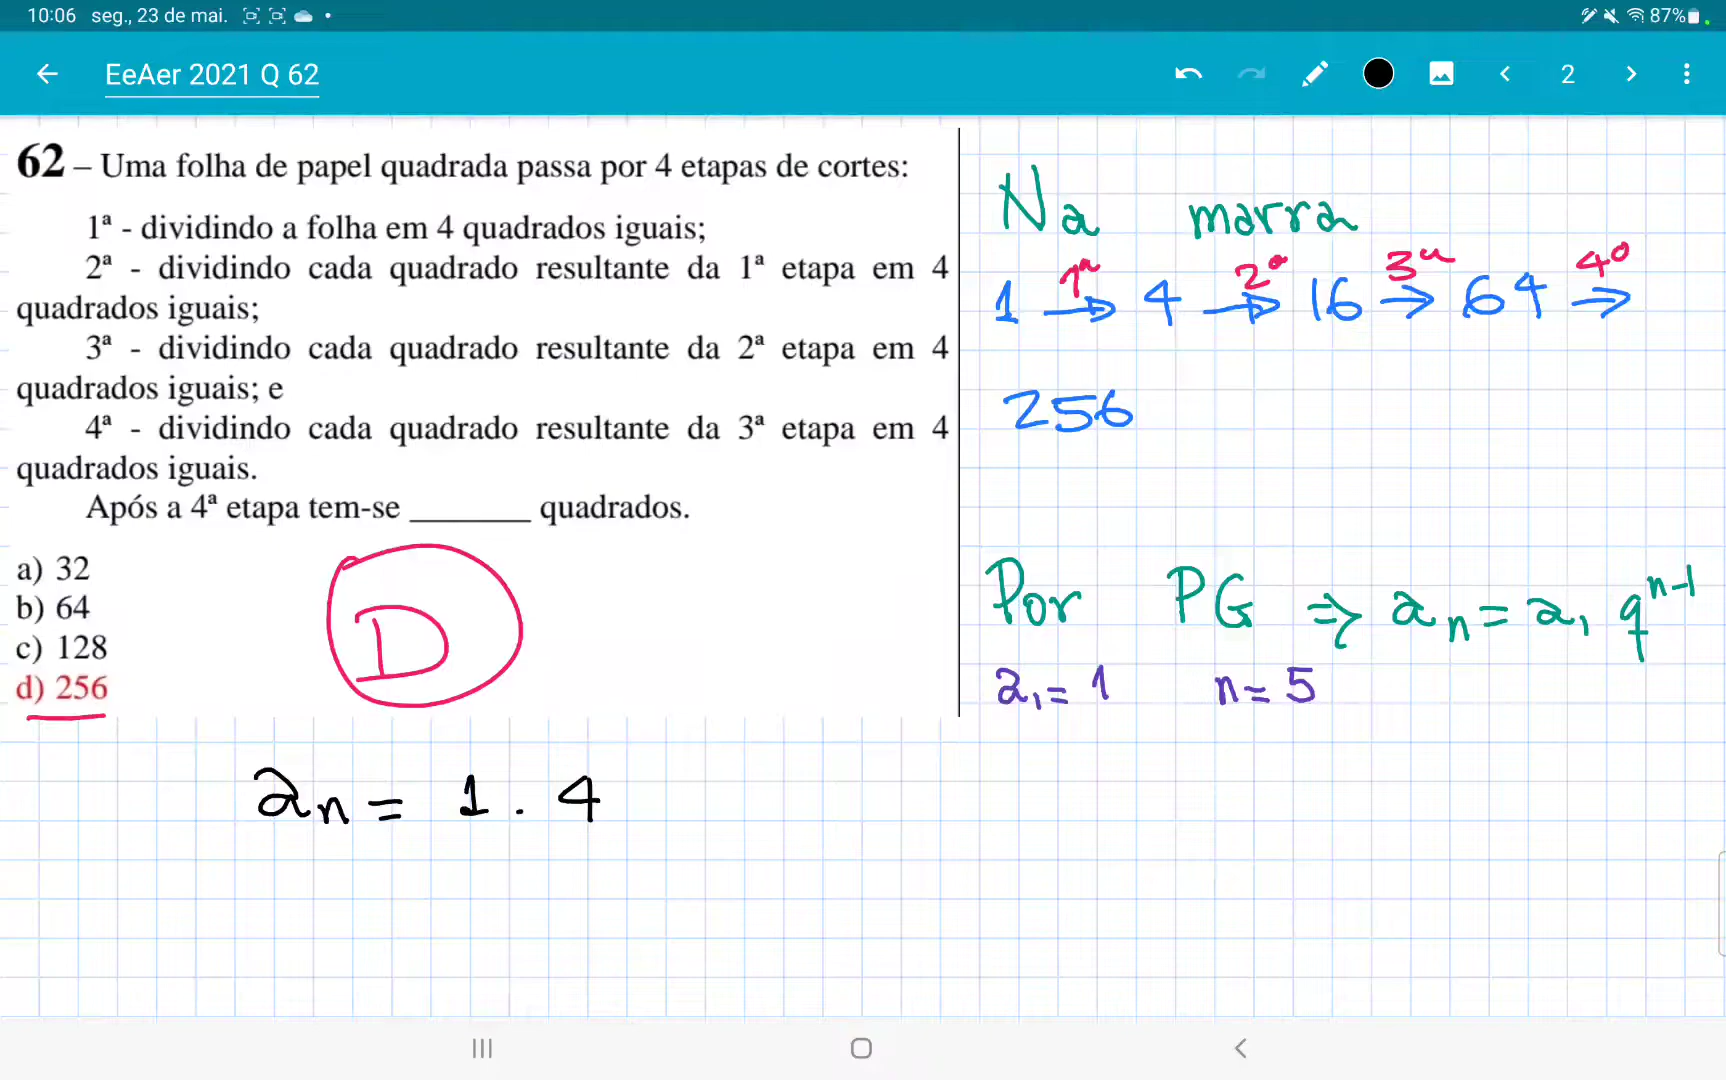 10:06 seg., 23 de mai.
87%
EeAer 2021 Q 62
2
62 – Uma folha de papel quadrada passa por 4 etapas de cortes:
1ª - dividindo a folha em 4 quadrados iguais;
2ª - dividindo cada quadrado resultante da 1ª etapa em 4
quadrados iguais;
3ª - dividindo cada quadrado resultante da 2ª etapa em 4
quadrados iguais; e
4ª - dividindo cada quadrado resultante da 3ª etapa em 4
quadrados iguais.
Após a 4ª etapa tem-se _______ quadrados.
a) 32
b) 64
c) 128
d) 256
D
Na marra
1ª 2ª 3ª 4º
1 → 4 → 16 → 64 →
256
Por PG ⇒ an = a1 q^n-1
a1 = 1 n = 5
an = 1 . 4